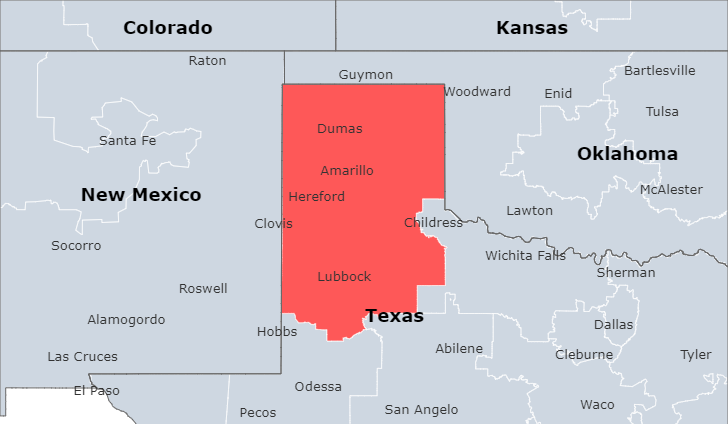 Colorado
Kansas
Raton
Guymon
Bartlesville
Woodward
Enid
Tulsa
Dumas
Santa Fe
Oklahoma
Amarillo
McAlester
New Mexico
Hereford
Lawton
Clovis
Childress
Socorro
Wichita Falls
Sherman
Lubbock
Roswell
Texas
Alamogordo
Dallas
Hobbs
Abilene
Las Cruces
Cleburne
Tyler
Odessa
El Paso
Waco
San Angelo
Pecos